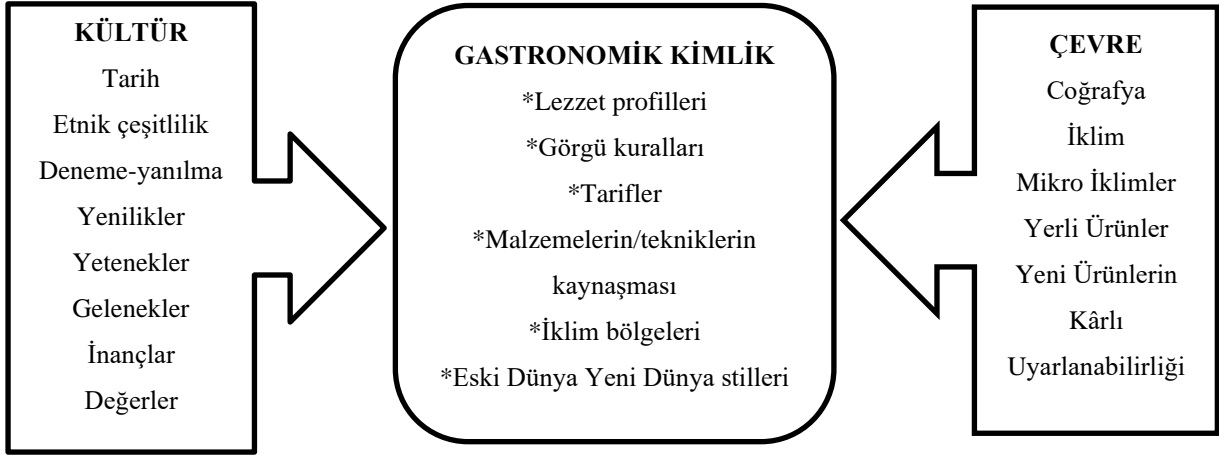 KÜLTÜR
Tarih
Etnik çeşitlilik
Deneme-yanılma
Yenilikler
Yetenekler
Gelenekler
İnançlar
Değerler
GASTRONOMİK KİMLİK
*Lezzet profilleri
*Görgü kuralları
*Tarifler
*Malzemelerin/tekniklerin
kaynaşması
*İklim bölgeleri
*Eski Dünya Yeni Dünya stilleri
ÇEVRE
Coğrafya
İklim
Mikro İklimler
Yerli Ürünler
Yeni Ürünlerin
Kârlı
Uyarlanabilirliği